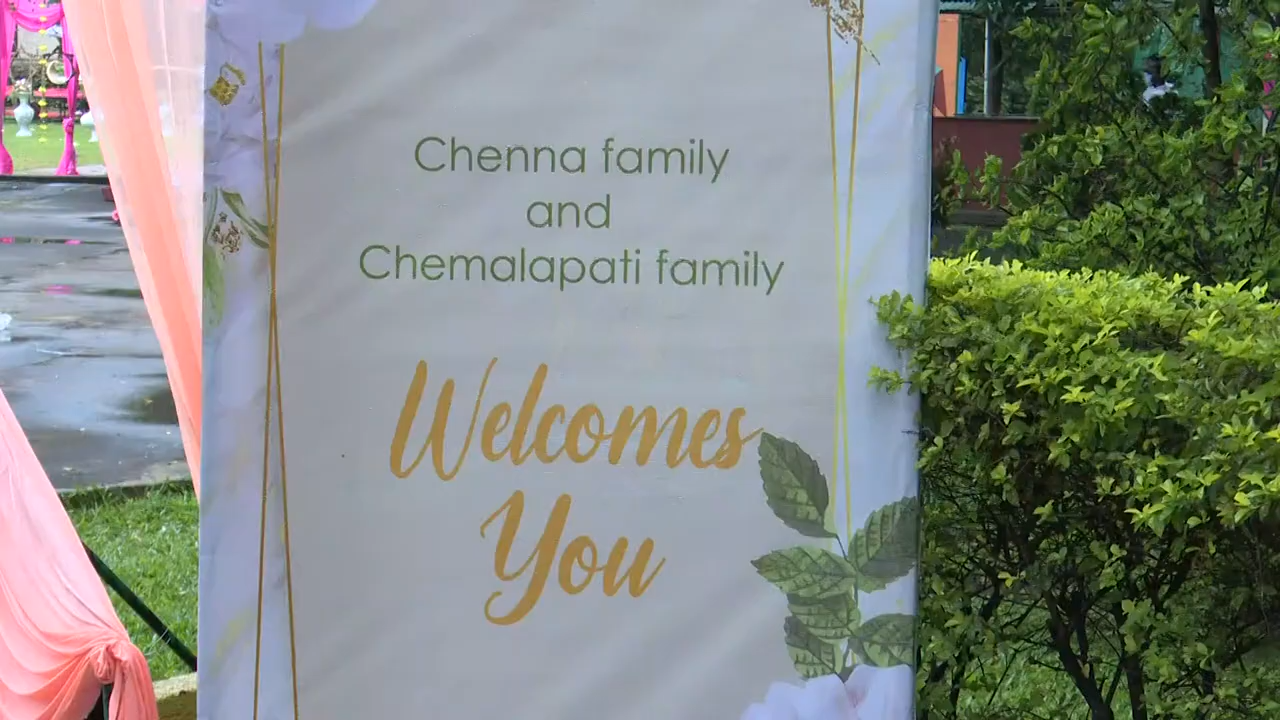 Chenna family
and
Chemalapati family
Welcomes
You